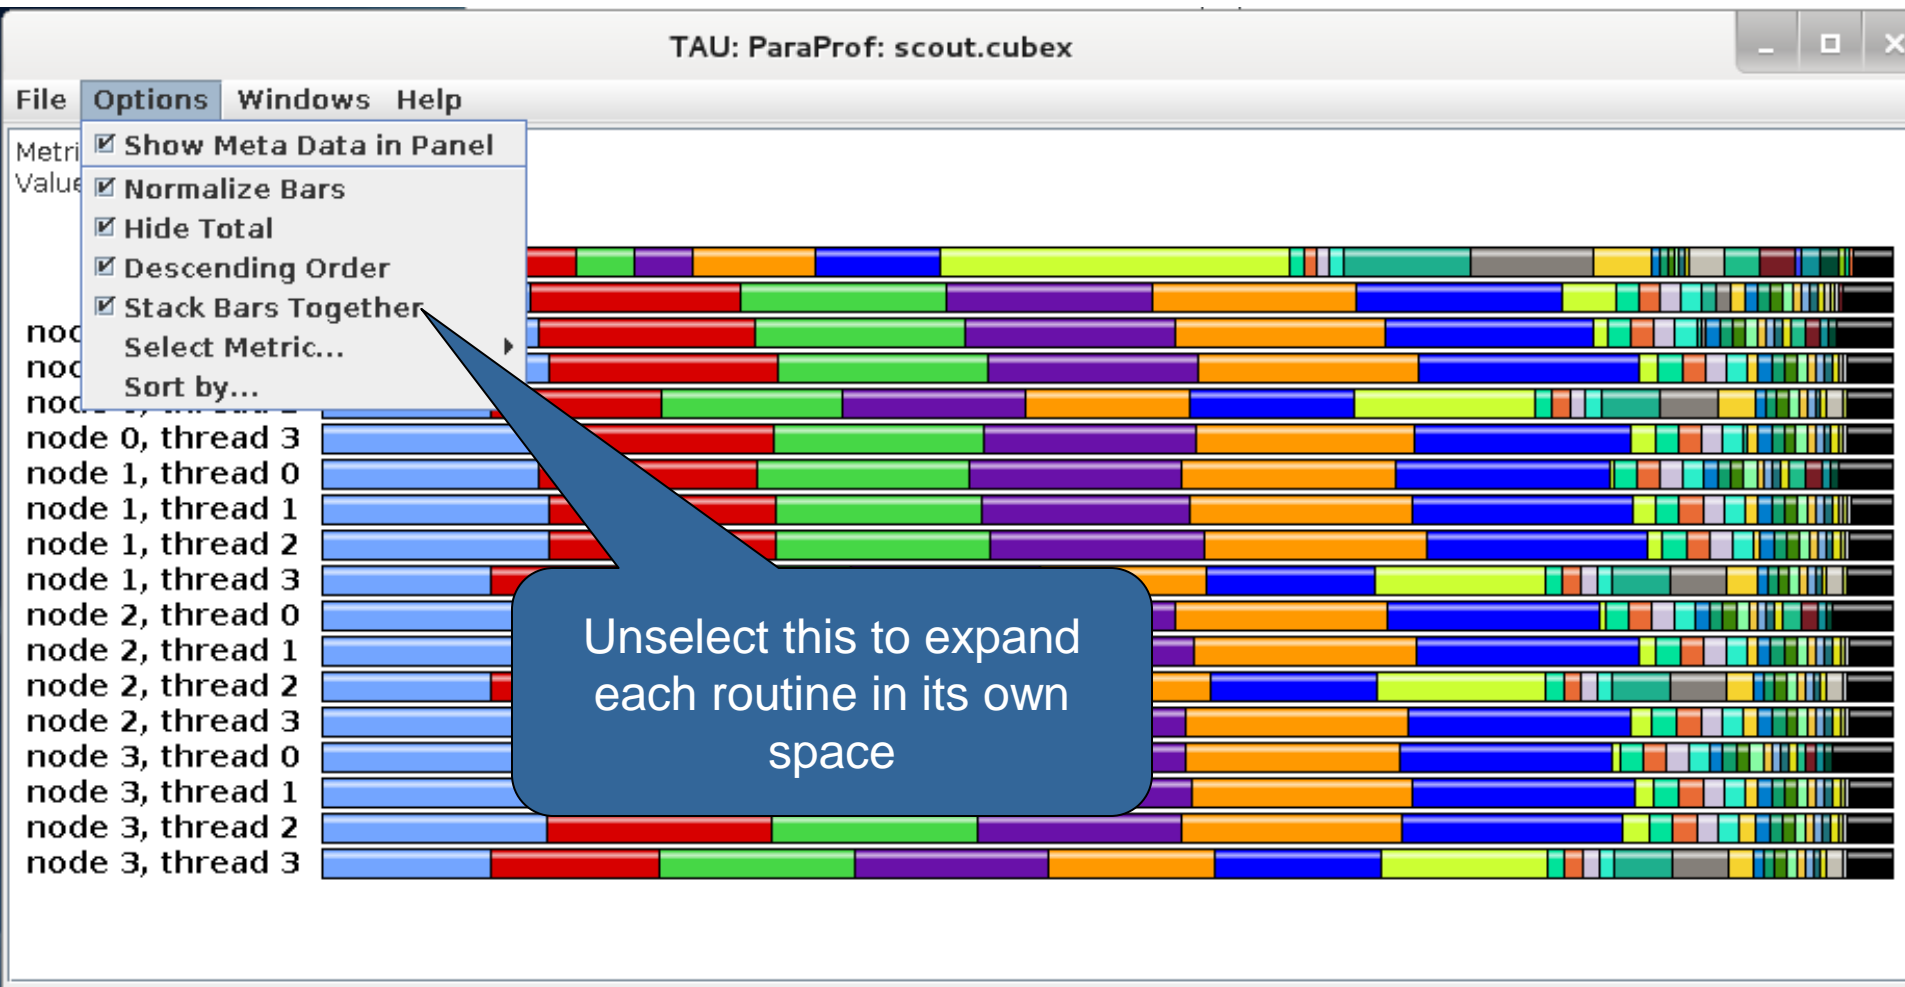 TAU: ParaProf: scout.cubex
File Options Windows Help
Show Meta Data in Panel
Normalize Bars
Hide Total
Descending Order
Stack Bars Together
Select Metric...
Sort by...
node 0, thread 3
node 1, thread 0
node 1, thread 1
node 1, thread 2
node 1, thread 3
node 2, thread 0
node 2, thread 1
node 2, thread 2
node 2, thread 3
node 3, thread 0
node 3, thread 1
node 3, thread 2
node 3, thread 3
Unselect this to expand
each routine in its own
space